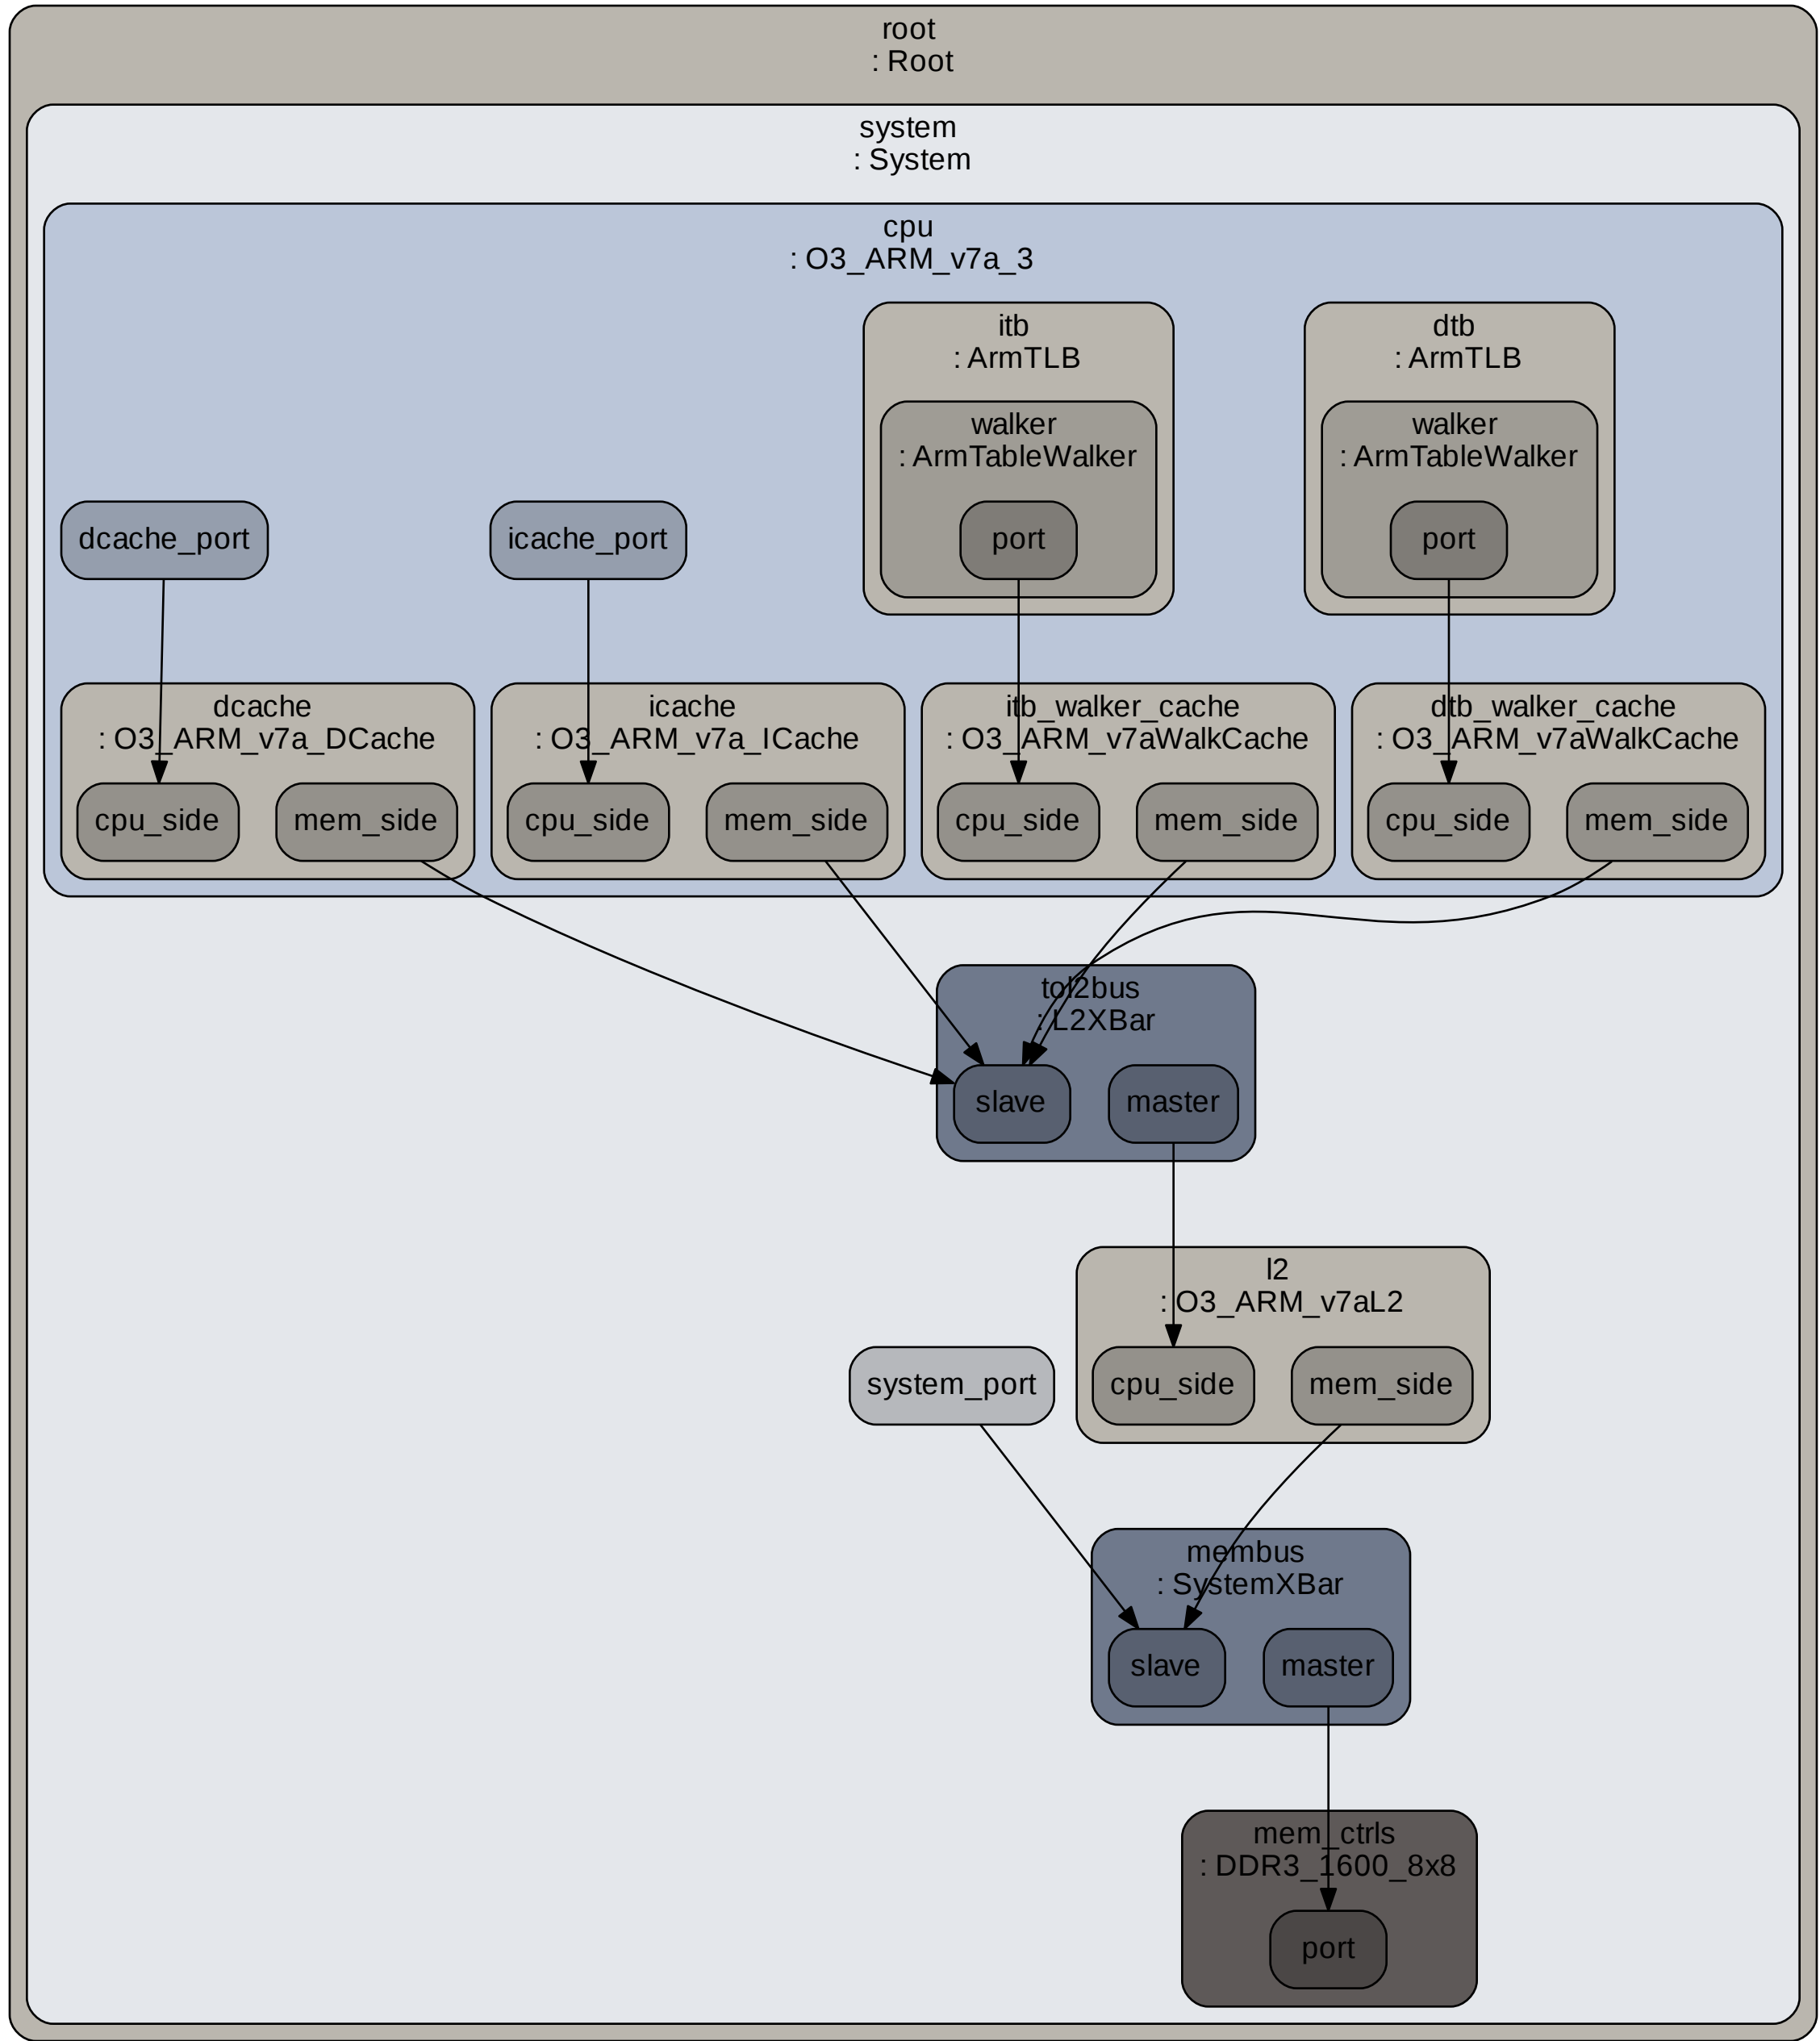 root
: Root
system
: System
cpu
: O3_ARM_v7a_3
itb
: ArmTLB
dtb
: ArmTLB
walker
: ArmTableWalker
walker
: ArmTableWalker
dcache_port
icache_port
port
port
dcache
: O3_ARM_v7a_DCache
icache
: O3_ARM_v7a_ICache
itb_walker_cache
: O3_ARM_v7aWalkCache
dtb_walker_cache
: O3_ARM_v7aWalkCache
cpu_side
mem_side
cpu_side
mem_side
cpu_side
mem_side
cpu_side
mem_side
tol2bus
: L2XBar
slave
master
l2
: O3_ARM_v7aL2
system_port
cpu_side
mem_side
membus
: SystemXBar
slave
master
mem_ctrls
: DDR3_1600_8x8
port